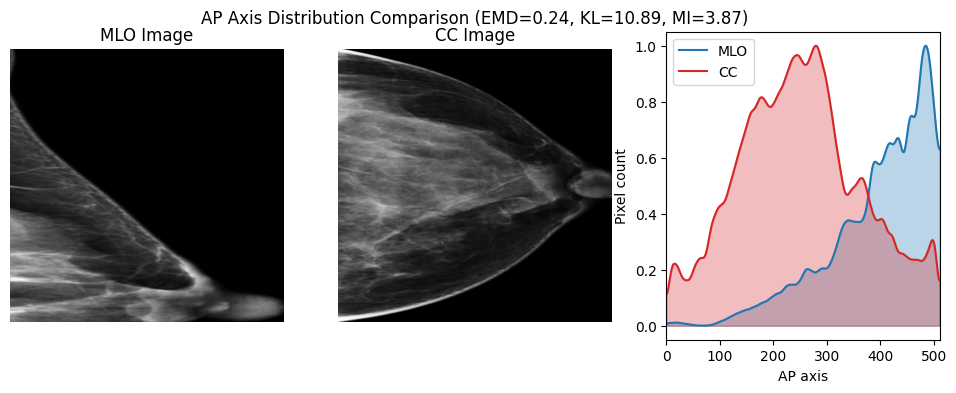 AP Axis Distribution Comparison (EMD=0.24, KL=10.89, MI=3.87)
MLO Image
CC Image
MLO
CC
Pixel count
1.0
0.8
0.6
0.4
0.2
0.0
0 100 200 300 400 500
AP axis